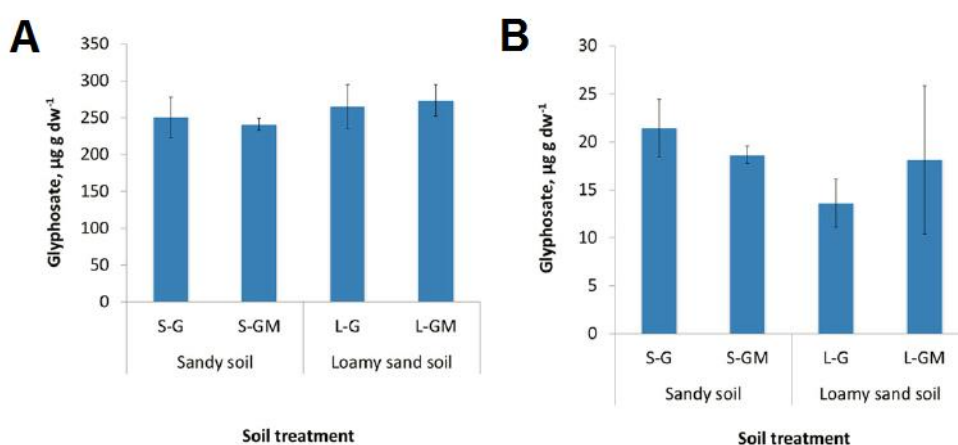 A
350
300
250
200
150
100
50
0
Glyphosate, µg g dw⁻¹
S-G S-GM L-G L-GM
Sandy soil Loamy sand soil
Soil treatment
B
30
25
20
15
10
5
0
Glyphosate, µg g dw⁻¹
S-G S-GM L-G L-GM
Sandy soil Loamy sand soil
Soil treatment